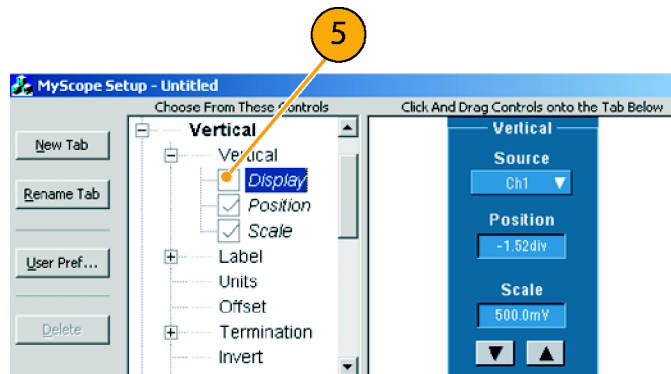 5
MyScope Setup - Untitled
Choose From These Controls
Click And Drag Controls onto the Tab Below
New Tab
Rename Tab
User Pref...
Delete
Vertical
Vertical
Display
Position
Scale
Label
Units
Offset
Termination
Invert
Vertical
Source
Ch1
Position
-1.52div
Scale
500.0mV